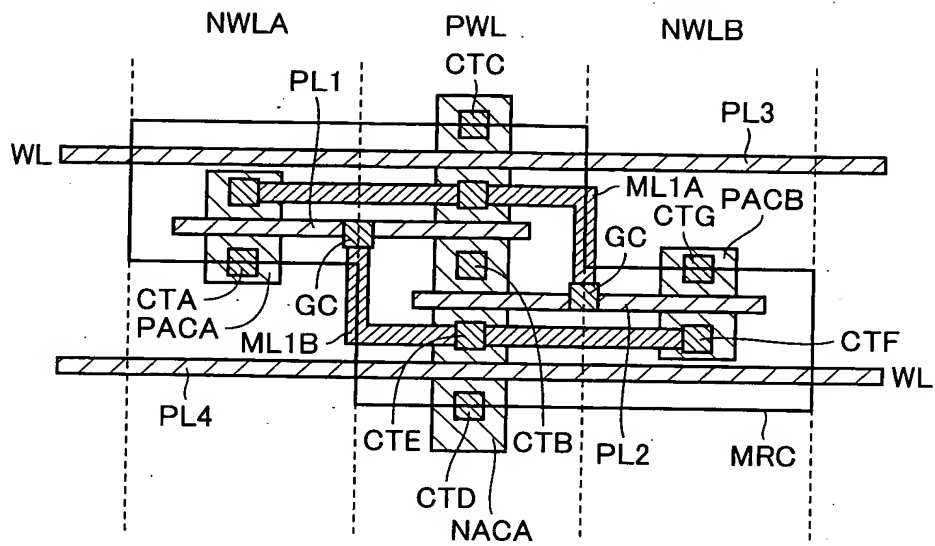 NWLA PWL NWLB
CTC
PL1
PL3
WL
ML1A
PACB
CTG
GC
GC
CTA
PACA
ML1B
CTF
WL
PL4
CTE
CTB
PL2
MRC
CTD
NACA